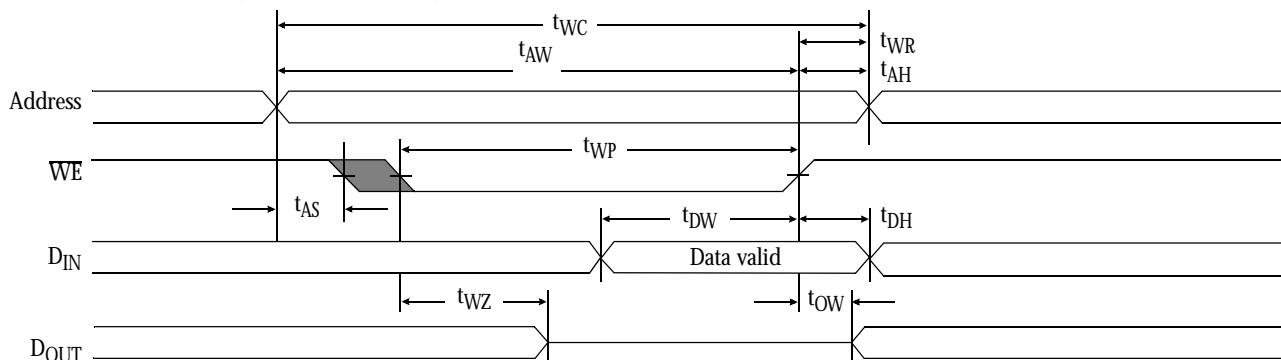 tWC
tWR
tAW
tAH
Address
tWP
WE
tAS
tDW
tDH
DIN
Data valid
tWZ
tOW
DOUT